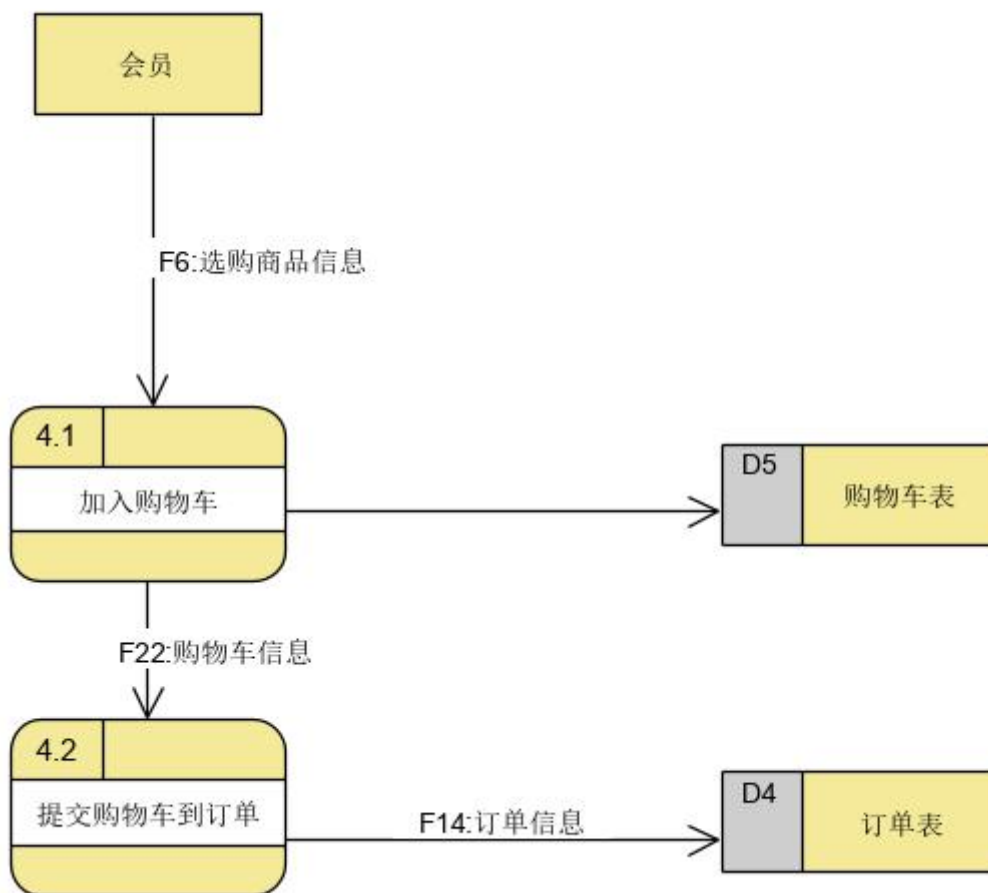 会员
F6:选购商品信息
4.1
加入购物车
D5
购物车表
F22:购物车信息
4.2
提交购物车到订单
F14:订单信息
D4
订单表